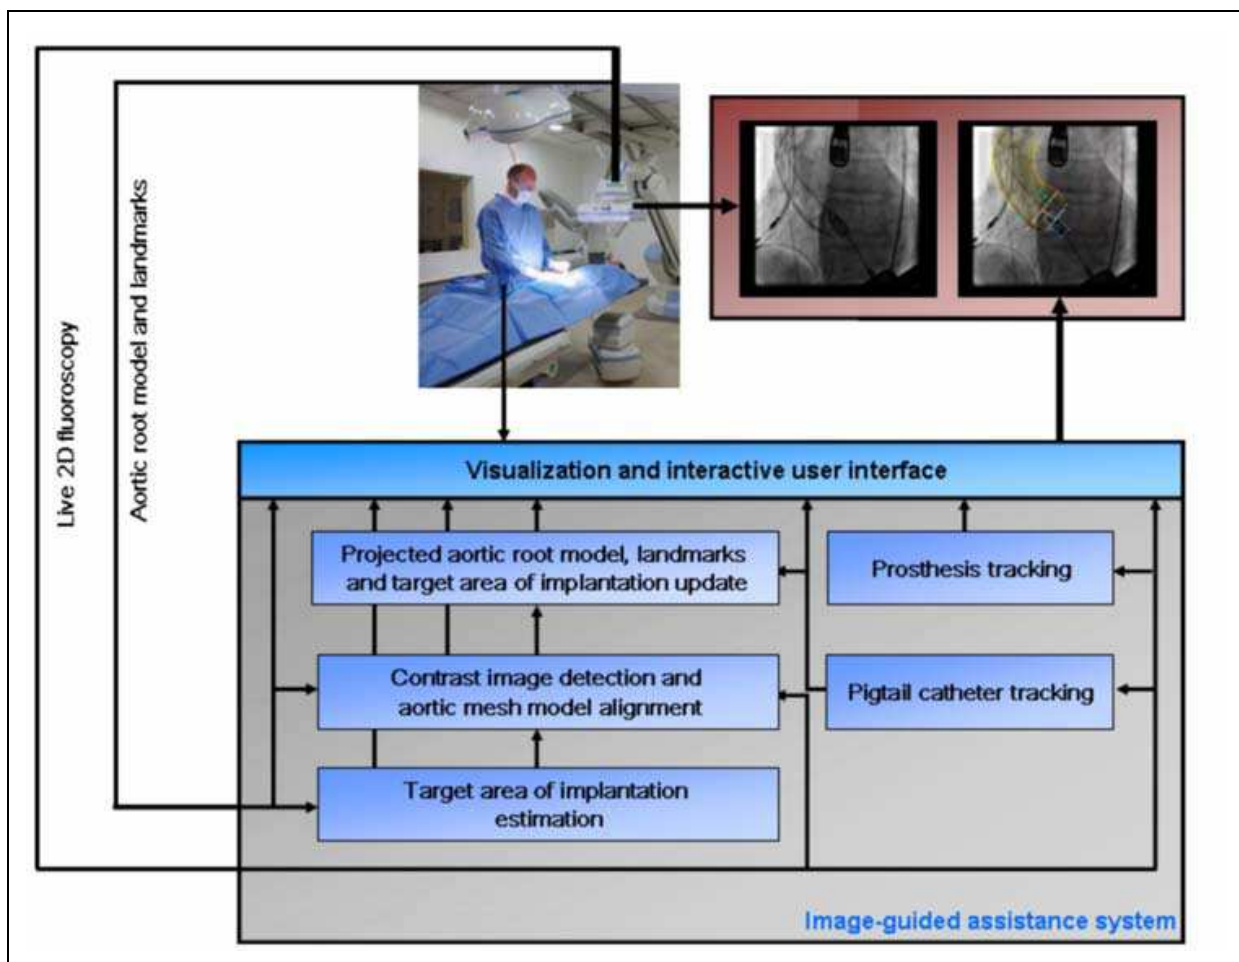 Live 2D fluoroscopy
Aortic root model and landmarks
Visualization and interactive user interface
Projected aortic root model, landmarks
and target area of implantation update
Prosthesis tracking
Contrast image detection and
aortic mesh model alignment
Pigtail catheter tracking
Target area of implantation
estimation
Image-guided assistance system